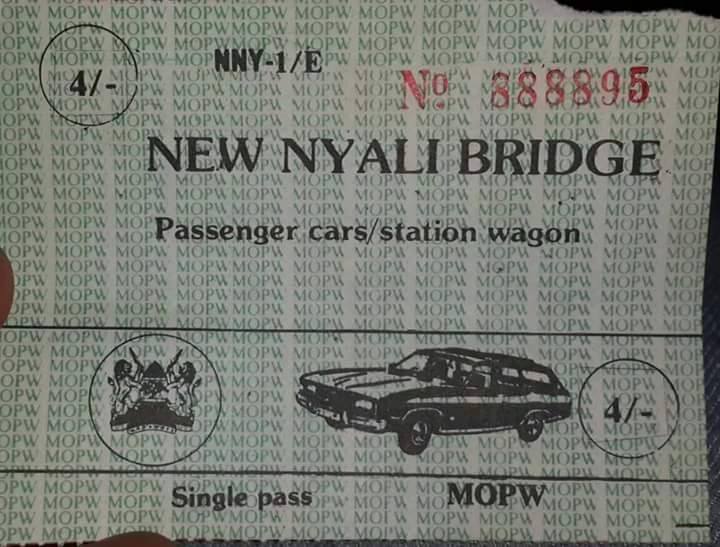 4/-
NNY-1/E
Nº 888895
NEW NYALI BRIDGE
Passenger cars/station wagon
4/-
Single pass
MOPW